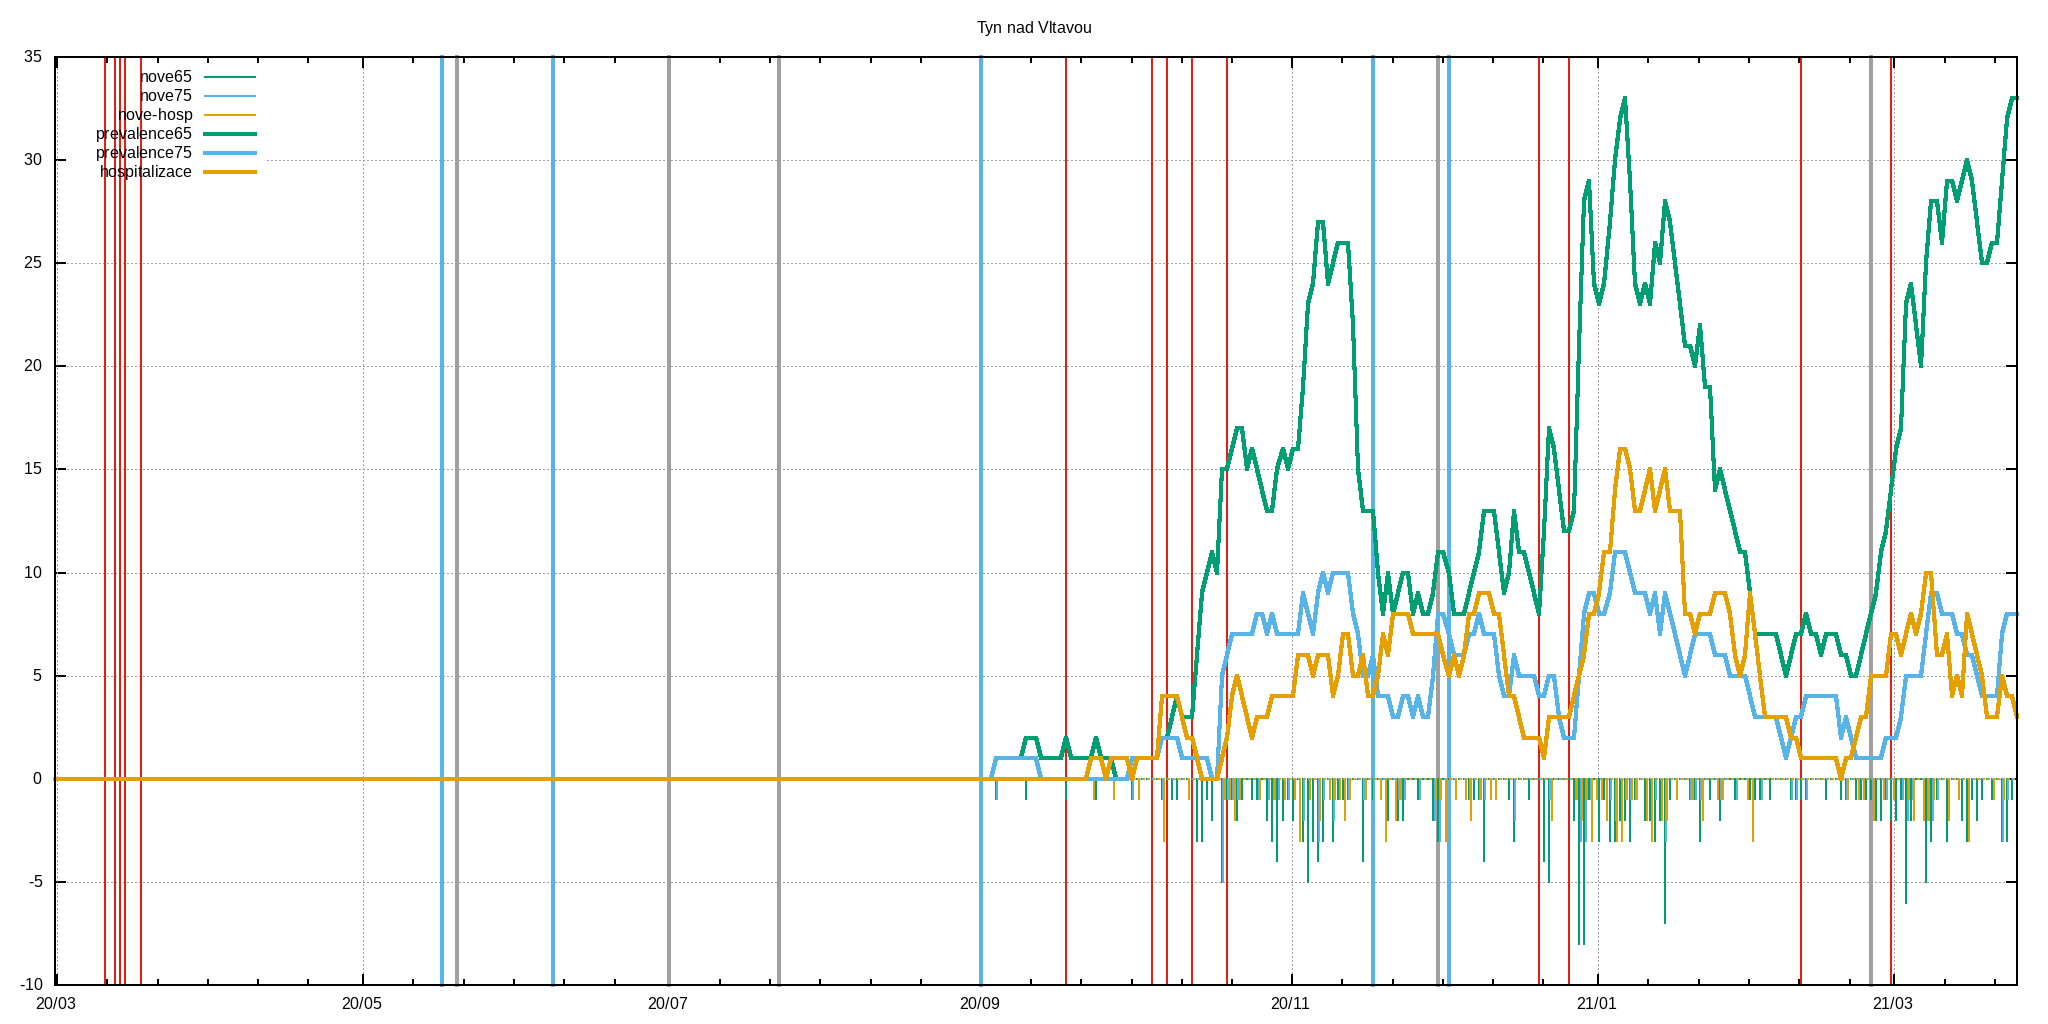 Tyn nad Vltavou
35
30
25
20
15
10
5
0
-5
-10
nove65
nove75
nove-hosp
prevalence65
prevalence75
hospitalizace
20/03 20/05 20/07 20/09 20/11 21/01 21/03